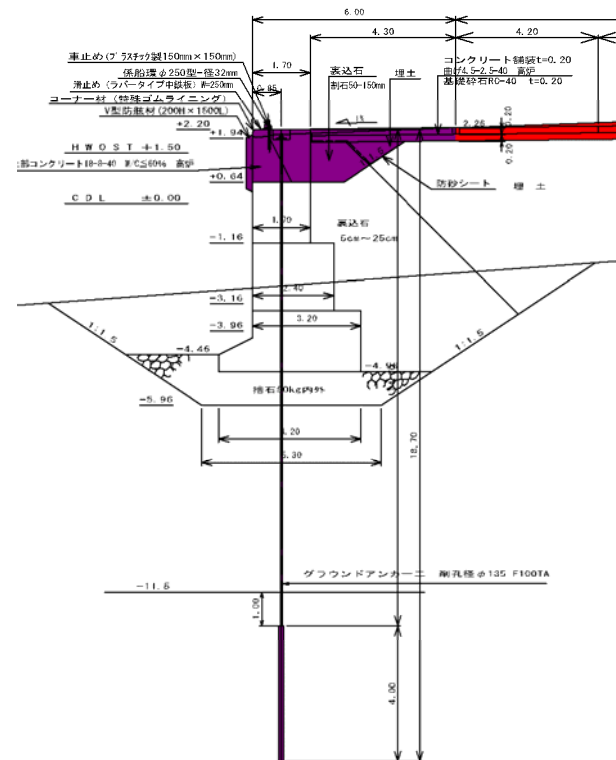 6.00
4.30
4.20
車止め(プラスチック製150mm×150mm)
1.70
コンクリート舗装t=0.20
係船環φ250型-径32mm
裏込石
埋土
曲げ4.5-2.5-40 高炉
滑止め(ラバータイプ中鉄板) W=250mm
0.85
割石50-150mm
基礎砕石RC-40 t=0.20
コーナー材(特殊ゴムライニング)
V型防舷材(200H×1500L)
+2.20
2.26
0.20
+1.94
HWOST +1.50
0.20
部コンクリート18-8-40 W/C≦60% 高炉
+0.64
防砂シート
埋土
CDL ±0.00
1.70
裏込石
5cm~25cm
-1.16
2.40
-3.16
3.20
-3.96
1:1.5
1:1.5
-4.46
-4.96
捨石50kg内外
-5.96
4.20
5.30
18.70
グラウンドアンカー工 削孔径φ135 F100TA
-11.5
1.00
4.00